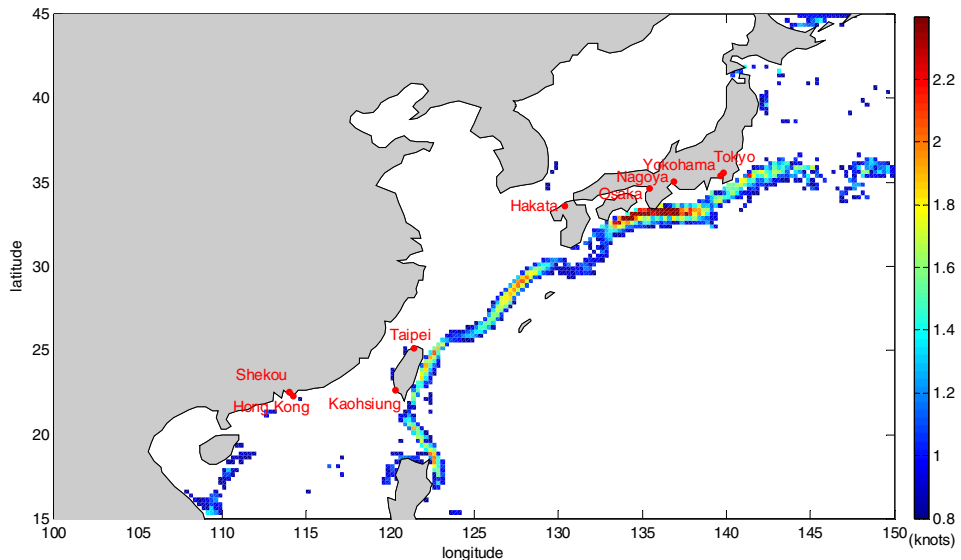 45
40
35
30
25
20
15
latitude
100
105
110
115
120
125
130
135
140
145
150
longitude
Tokyo
Yokohama
Nagoya
Osaka
Hakata
Taipei
Shekou
Hong Kong
Kaohsiung
2.2
2
1.8
1.6
1.4
1.2
1
0.8
(knots)